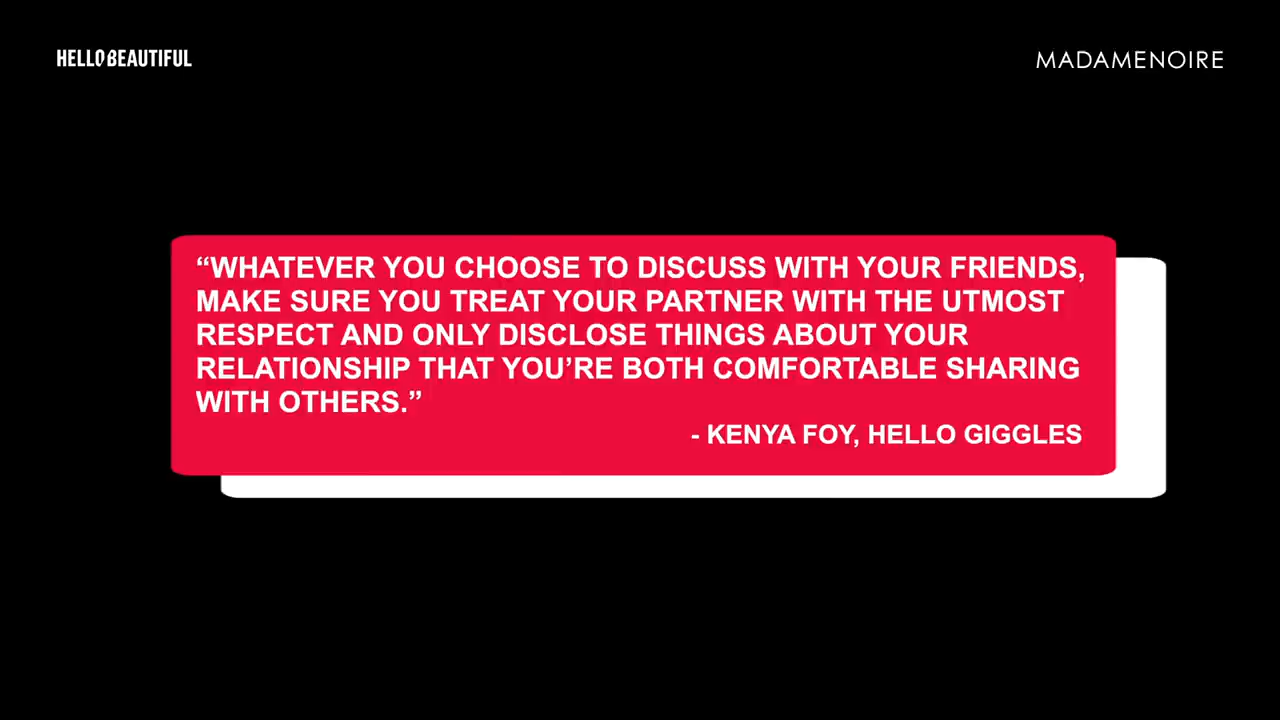 HELLOBEAUTIFUL
MADAMENOIRE
“WHATEVER YOU CHOOSE TO DISCUSS WITH YOUR FRIENDS,
MAKE SURE YOU TREAT YOUR PARTNER WITH THE UTMOST
RESPECT AND ONLY DISCLOSE THINGS ABOUT YOUR
RELATIONSHIP THAT YOU’RE BOTH COMFORTABLE SHARING
WITH OTHERS.”
- KENYA FOY, HELLO GIGGLES